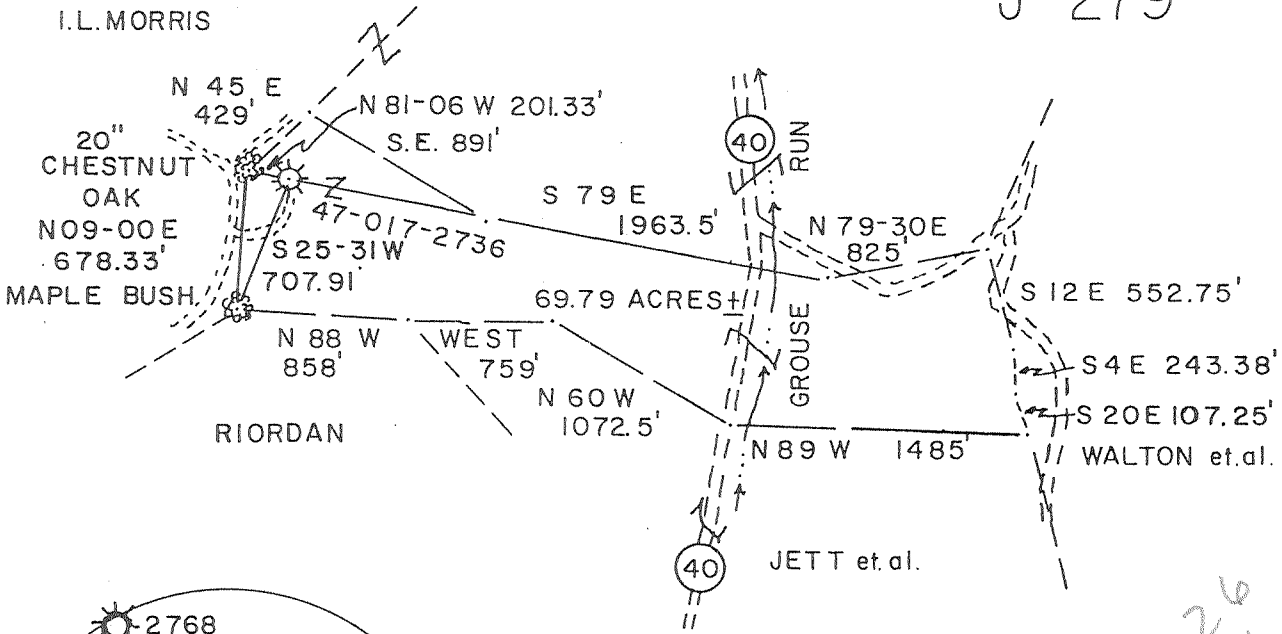 J 279
I.L. MORRIS
N 45 E
429'
N 81-06 W 201.33'
S.E. 891'
20"
CHESTNUT
OAK
N09-00E
678.33'
MAPLE BUSH
47-017-2736
S25-31W
707.91'
S 79 E
1963.5'
40
RUN
N 79-30E
825'
69.79 ACRES±
GROUSE
S 12 E 552.75'
S 4 E 243.38'
S 20E 107.25'
WALTON et.al.
N 88 W
858'
WEST
759'
N 60 W
1072.5'
N 89 W 1485'
RIORDAN
JETT et.al.
40
2768